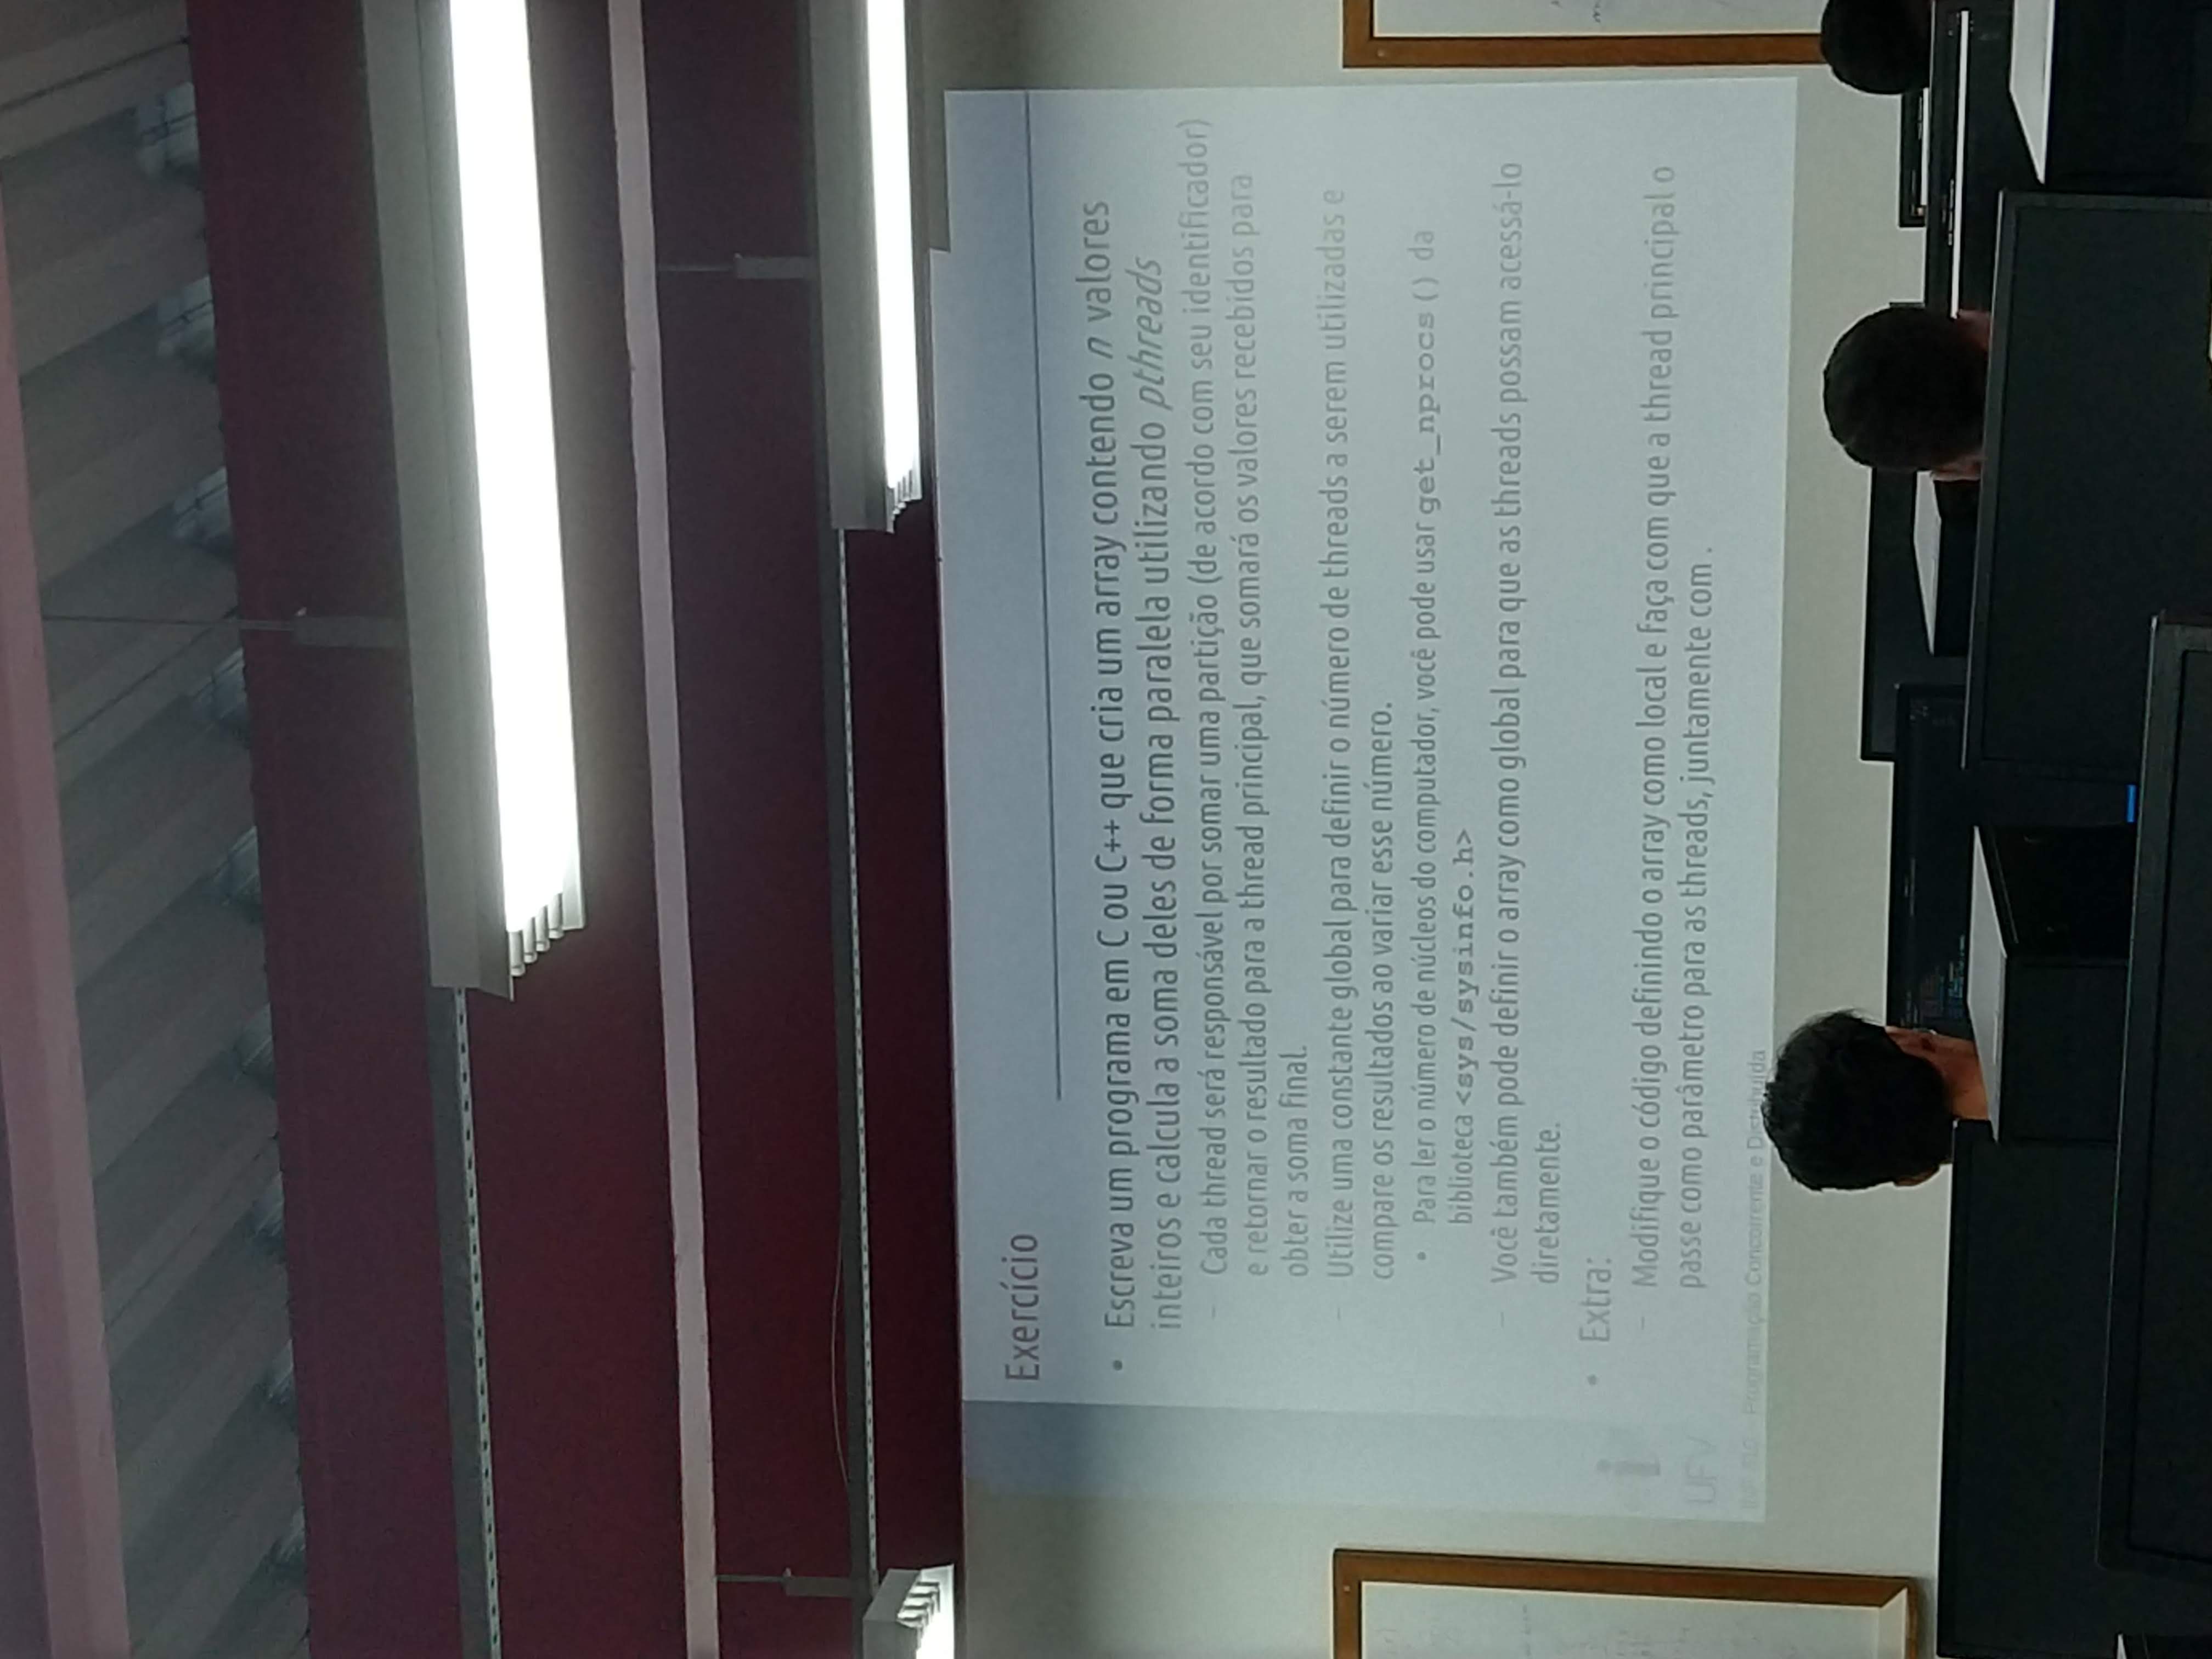 Exercício
• Escreva um programa em C ou C++ que cria um array contendo n valores
inteiros e calcula a soma deles de forma paralela utilizando pthreads
– Cada thread será responsável por somar uma partição (de acordo com seu identificador)
e retornar o resultado para a thread principal, que somará os valores recebidos para
obter a soma final.
– Utilize uma constante global para definir o número de threads a serem utilizadas e
compare os resultados ao variar esse número.
• Para ler o número de núcleos do computador, você pode usar get_nprocs() da
biblioteca <sys/sysinfo.h>
– Você também pode definir o array como global para que as threads possam acessá-lo
diretamente.
• Extra:
– Modifique o código definindo o array como local e faça com que a thread principal o
passe como parâmetro para as threads, juntamente com .
UFV
INF - Programação Concorrente e Distribuída